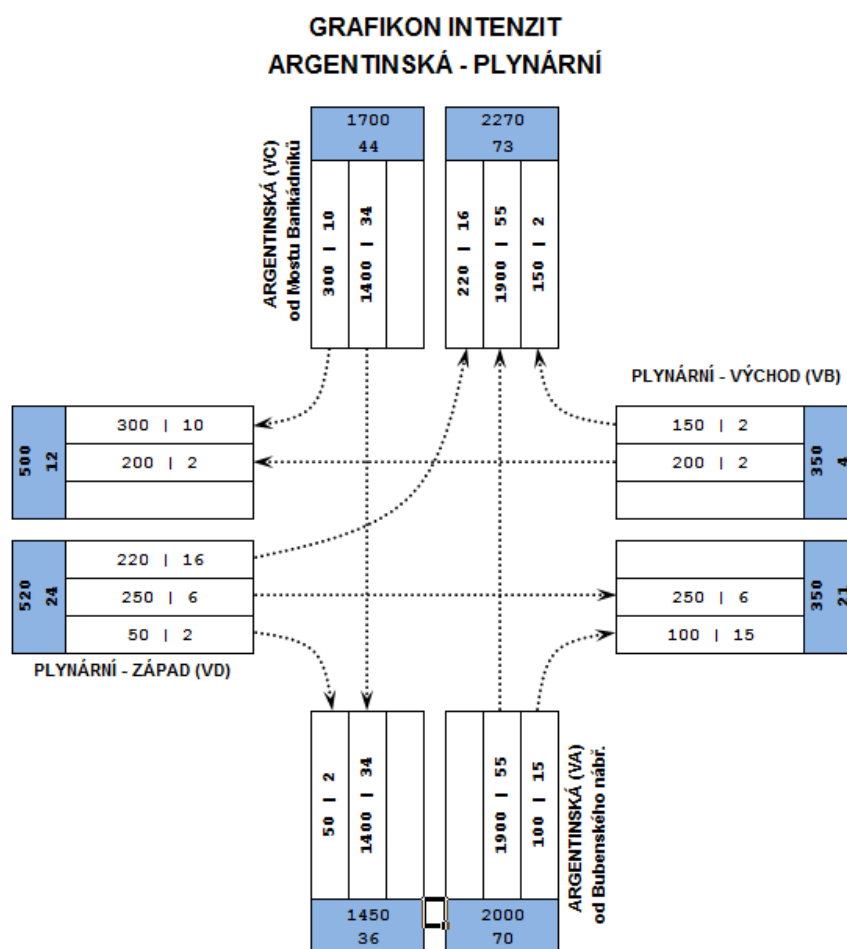 GRAFIKON INTENZIT
ARGENTINSKÁ - PLYNÁRNÍ
1700
44
2270
73
ARGENTINSKÁ (VC)
od Mostu Barikádníků
300 | 10
1400 | 34
220 | 16
1900 | 55
150 | 2
PLYNÁRNÍ - VÝCHOD (VB)
500
12
300 | 10
200 | 2
150 | 2
200 | 2
350
4
520
24
220 | 16
250 | 6
50 | 2
250 | 6
100 | 15
350
21
PLYNÁRNÍ - ZÁPAD (VD)
50 | 2
1400 | 34
1900 | 55
100 | 15
ARGENTINSKÁ (VA)
od Bubenského nábř.
1450
36
2000
70